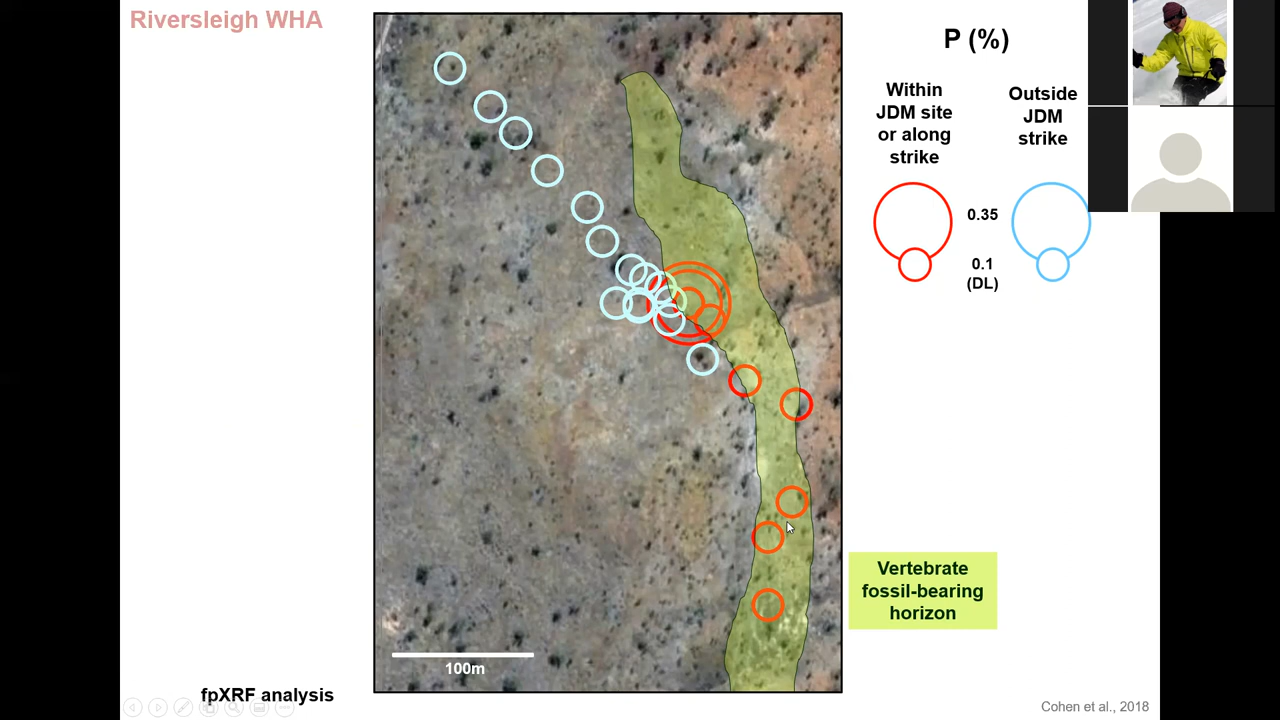 Riversleigh WHA
P (%)
Within
JDM site
or along
strike
Outside
JDM
strike
0.35
0.1
(DL)
Vertebrate
fossil-bearing
horizon
100m
fpXRF analysis
Cohen et al., 2018